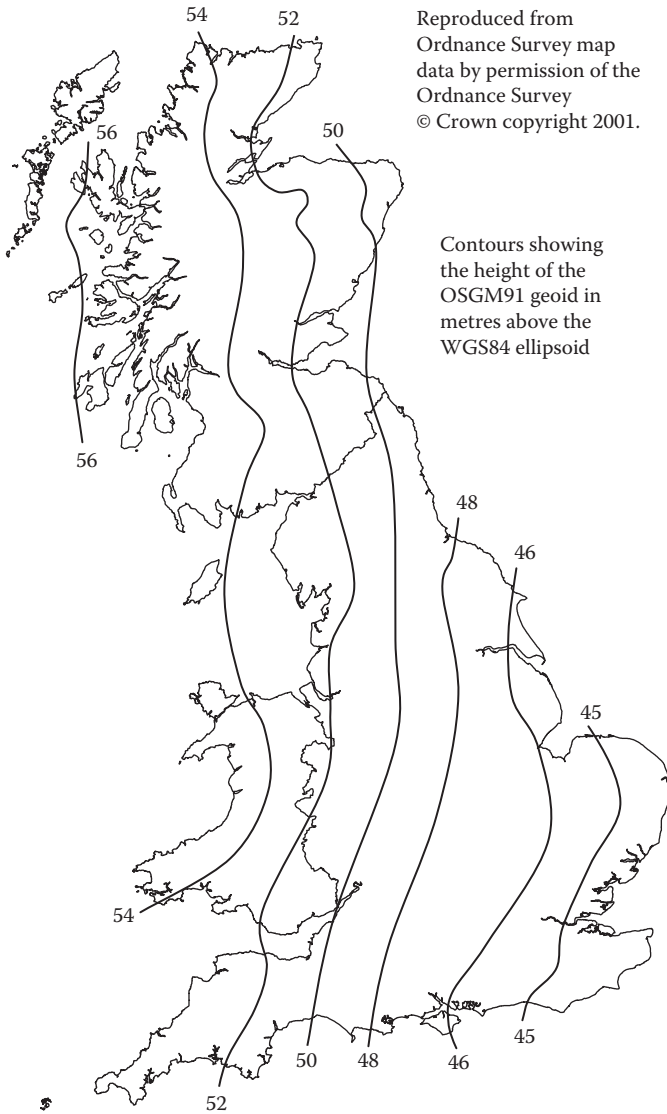 54
52
Reproduced from
Ordnance Survey map
data by permission of the
Ordnance Survey
© Crown copyright 2001.
56
50
Contours showing
the height of the
OSGM91 geoid in
metres above the
WGS84 ellipsoid
56
48
46
45
54
50
48
46
45
52